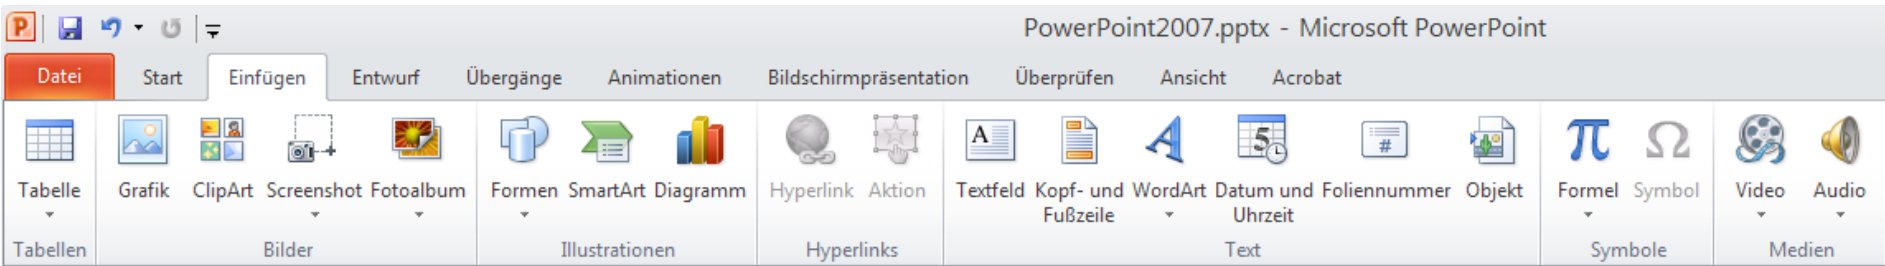 PowerPoint2007.pptx - Microsoft PowerPoint
Datei Start Einfügen Entwurf Übergänge Animationen Bildschirmpräsentation Überprüfen Ansicht Acrobat
Tabelle Grafik ClipArt Screenshot Fotoalbum Formen SmartArt Diagramm Hyperlink Aktion Textfeld Kopf- und WordArt Datum und Foliennummer Objekt Formel Symbol Video Audio
Fußzeile Uhrzeit
Tabellen Bilder Illustrationen Hyperlinks Text Symbole Medien